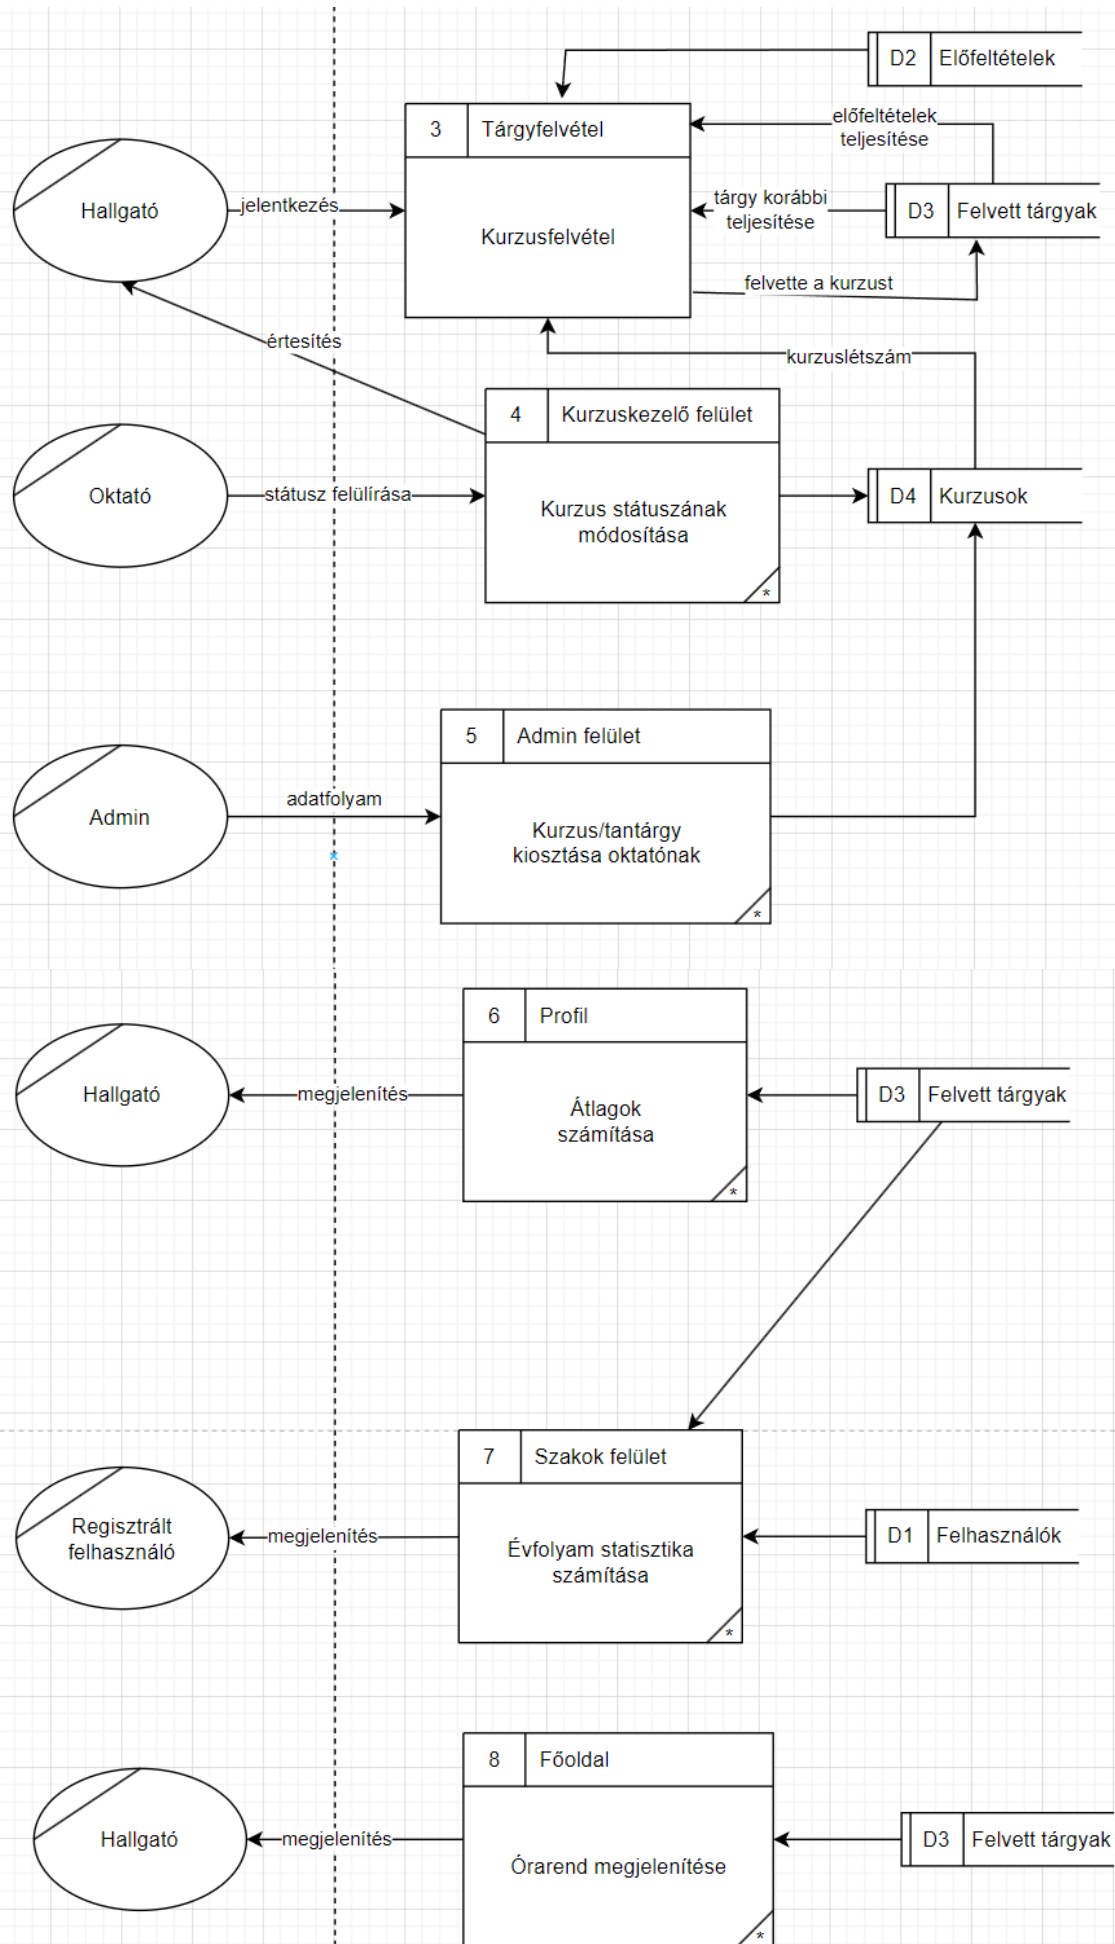 D2 Előfeltételek
3 Tárgyfelvétel
előfeltételek
teljesítése
Hallgató
jelentkezés
Kurzusfelvétel
tárgy korábbi
teljesítése
D3 Felvett tárgyak
felvette a kurzust
értesítés
kurzuslétszám
4 Kurzuskezelő felület
Oktató
státusz felülírása
Kurzus státuszának
módosítása
*
D4 Kurzusok
5 Admin felület
Admin
adatfolyam
Kurzus/tantárgy
kiosztása oktatónak
*
6 Profil
Hallgató
megjelenítés
Átlagok
számítása
*
D3 Felvett tárgyak
7 Szakok felület
Regisztrált
felhasználó
megjelenítés
Évfolyam statisztika
számítása
*
D1 Felhasználók
8 Főoldal
Hallgató
megjelenítés
Órarend megjelenítése
*
D3 Felvett tárgyak